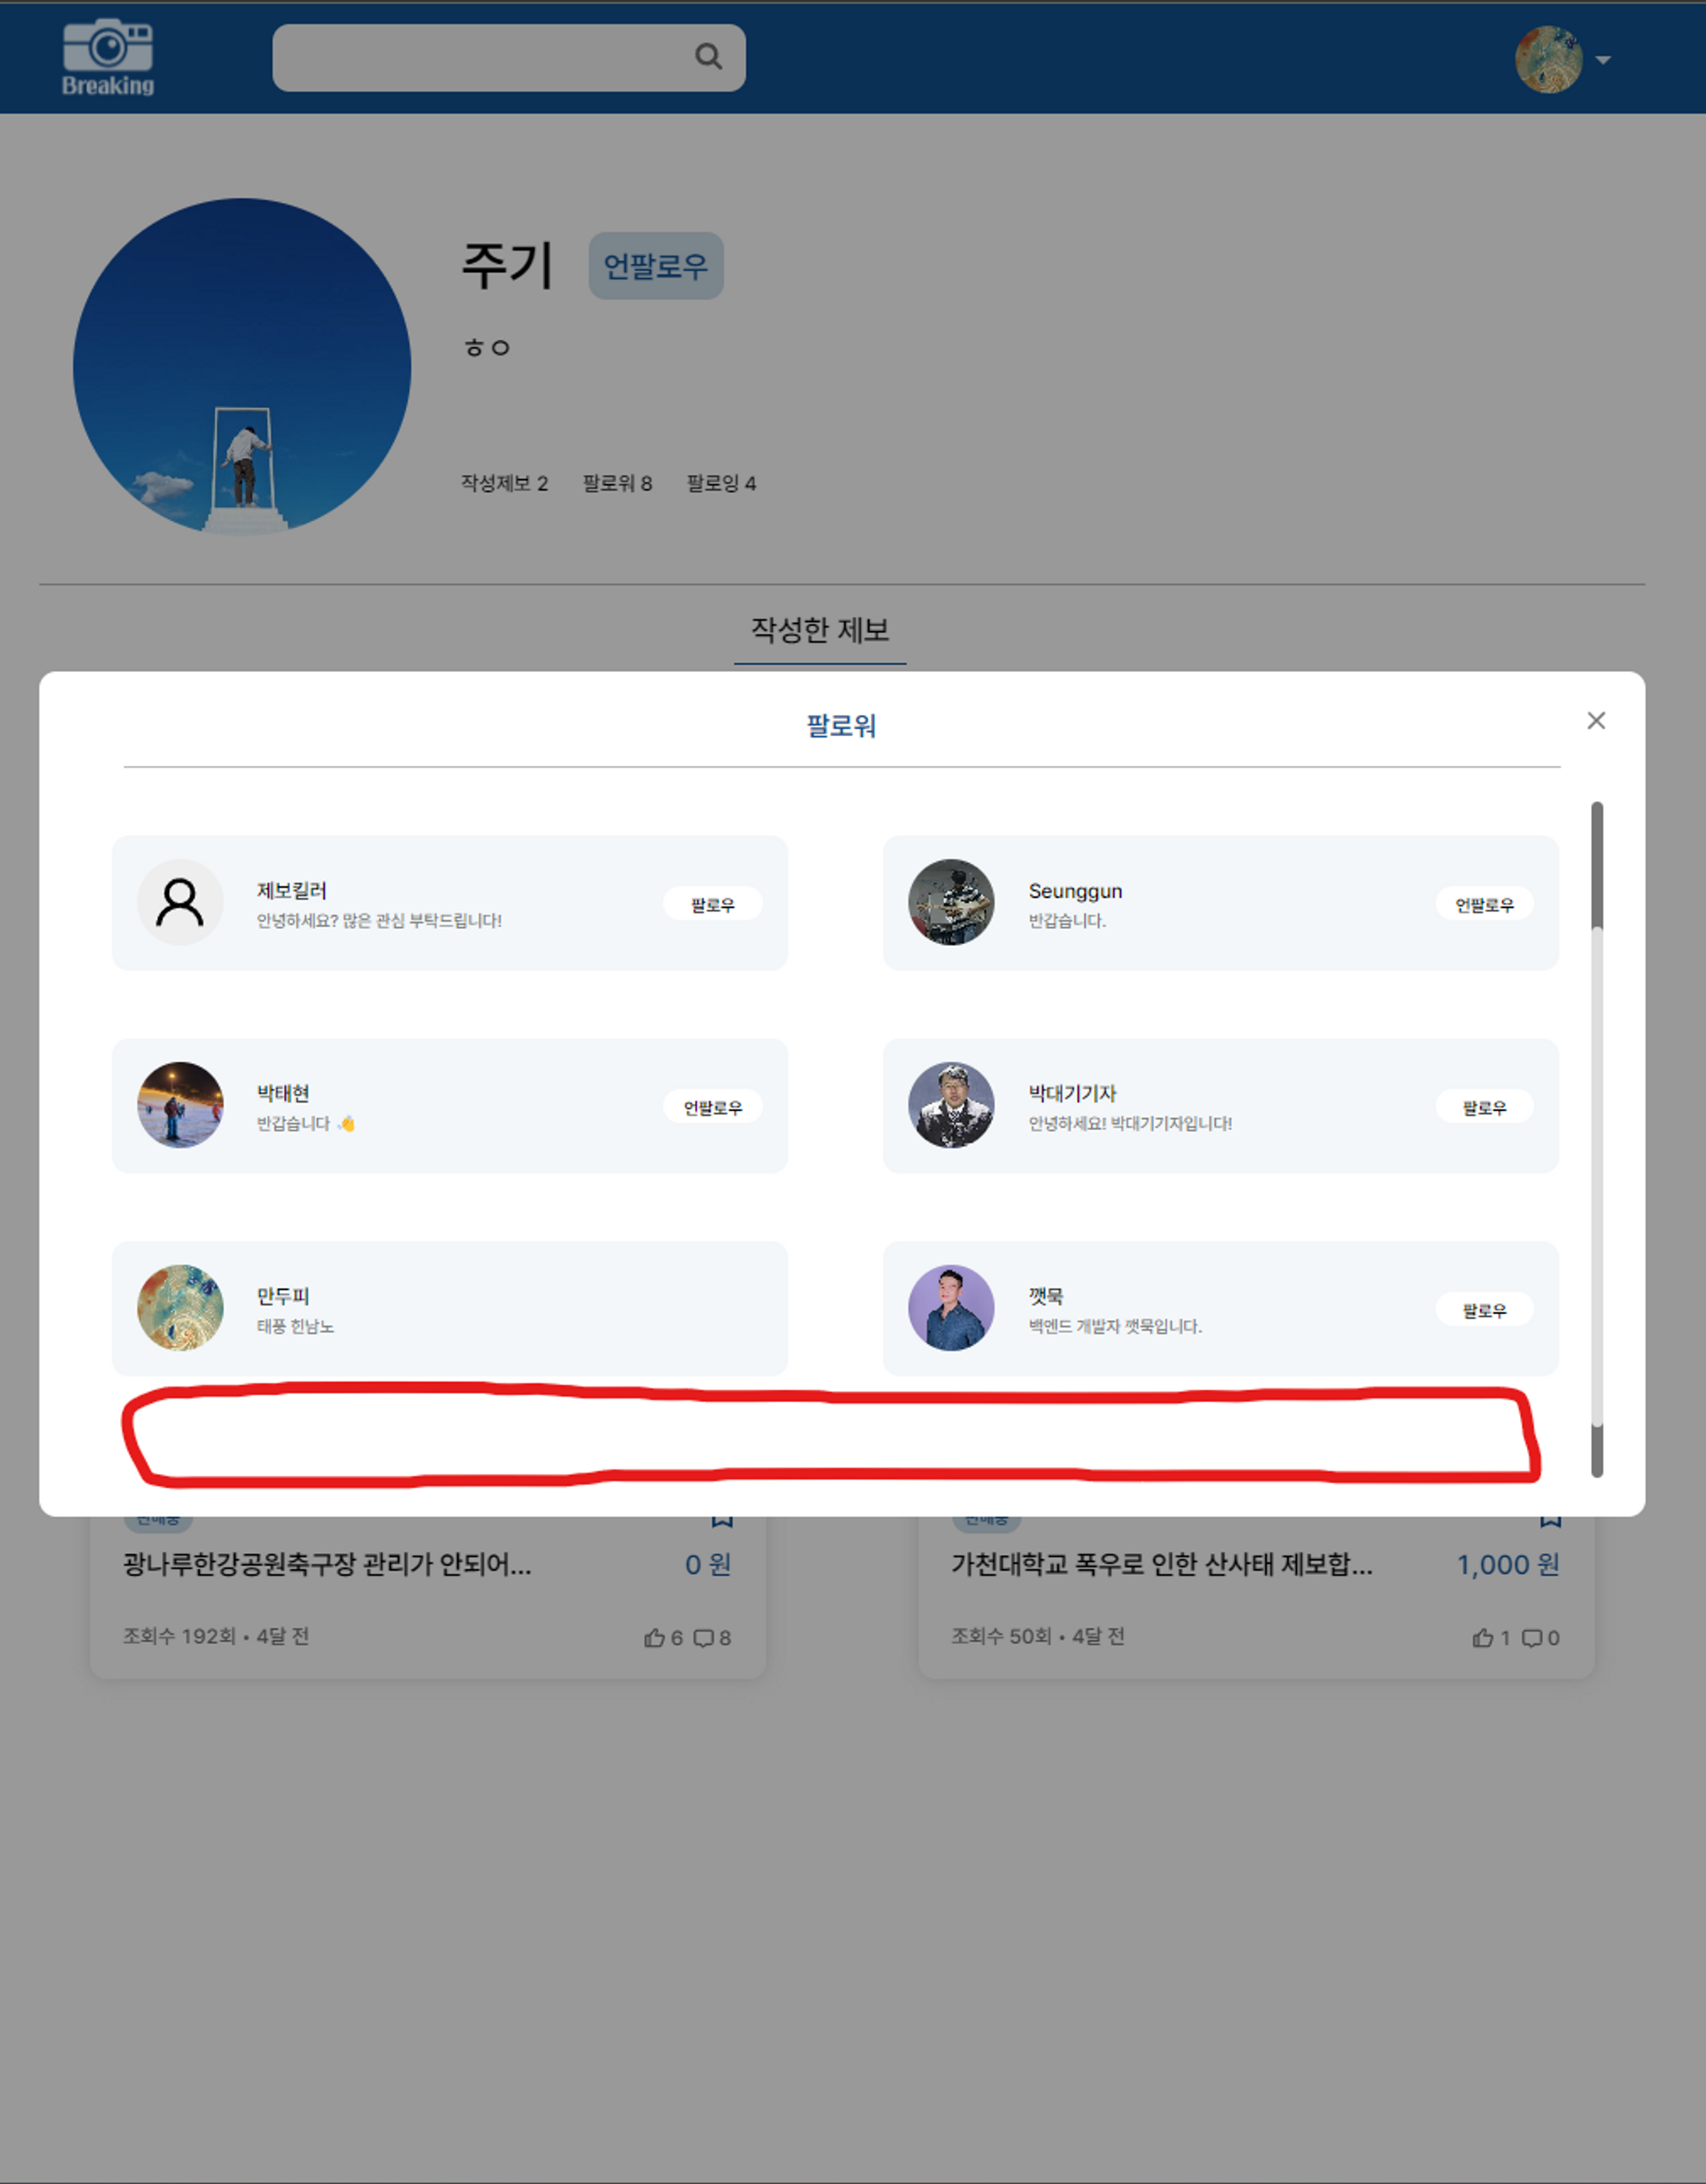 Breaking
주기 언팔로우
ㅎㅇ
작성제보 2 팔로워 8 팔로잉 4
작성한 제보
팔로워
제보킬러
안녕하세요? 많은 관심 부탁드립니다!
팔로우
Seunggun
반갑습니다.
언팔로우
박태현
반갑습니다 👋
언팔로우
박대기기자
안녕하세요! 박대기기자입니다!
팔로우
만두피
태풍 힌남노
깻묵
백엔드 개발자 깻묵입니다.
팔로우
광나루한강공원축구장 관리가 안되어... 0 원
조회수 192회 • 4달 전 6 8
가천대학교 폭우로 인한 산사태 제보합... 1,000 원
조회수 50회 • 4달 전 1 0